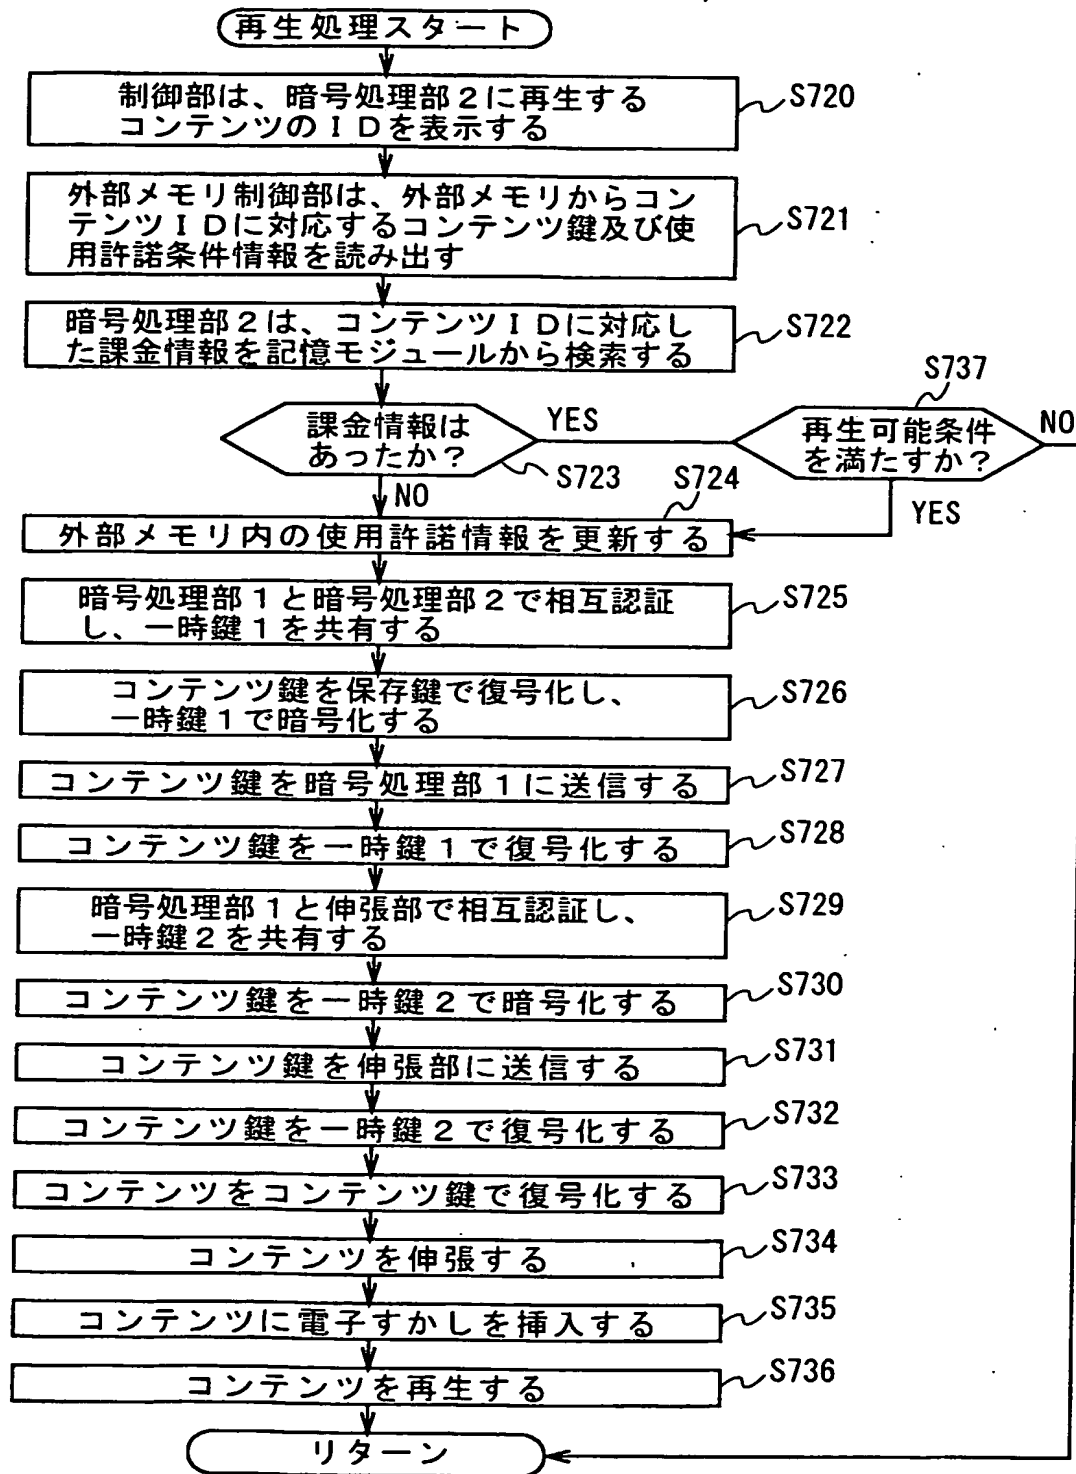 再生処理スタート
制御部は、暗号処理部2に再生する
コンテンツのIDを表示する
S720
外部メモリ制御部は、外部メモリからコン
テンツIDに対応するコンテンツ鍵及び使
用許諾条件情報を読み出す
S721
暗号処理部2は、コンテンツIDに対応し
た課金情報を記憶モジュールから検索する
S722
課金情報は
あったか?
S723
YES
NO
再生可能条件
を満たすか?
S737
NO
YES
外部メモリ内の使用許諾情報を更新する
S724
暗号処理部1と暗号処理部2で相互認証
し、一時鍵1を共有する
S725
コンテンツ鍵を保存鍵で復号化し、
一時鍵1で暗号化する
S726
コンテンツ鍵を暗号処理部1に送信する
S727
コンテンツ鍵を一時鍵1で復号化する
S728
暗号処理部1と伸張部で相互認証し、
一時鍵2を共有する
S729
コンテンツ鍵を一時鍵2で暗号化する
S730
コンテンツ鍵を伸張部に送信する
S731
コンテンツ鍵を一時鍵2で復号化する
S732
コンテンツをコンテンツ鍵で復号化する
S733
コンテンツを伸張する
S734
コンテンツに電子すかしを挿入する
S735
コンテンツを再生する
S736
リターン